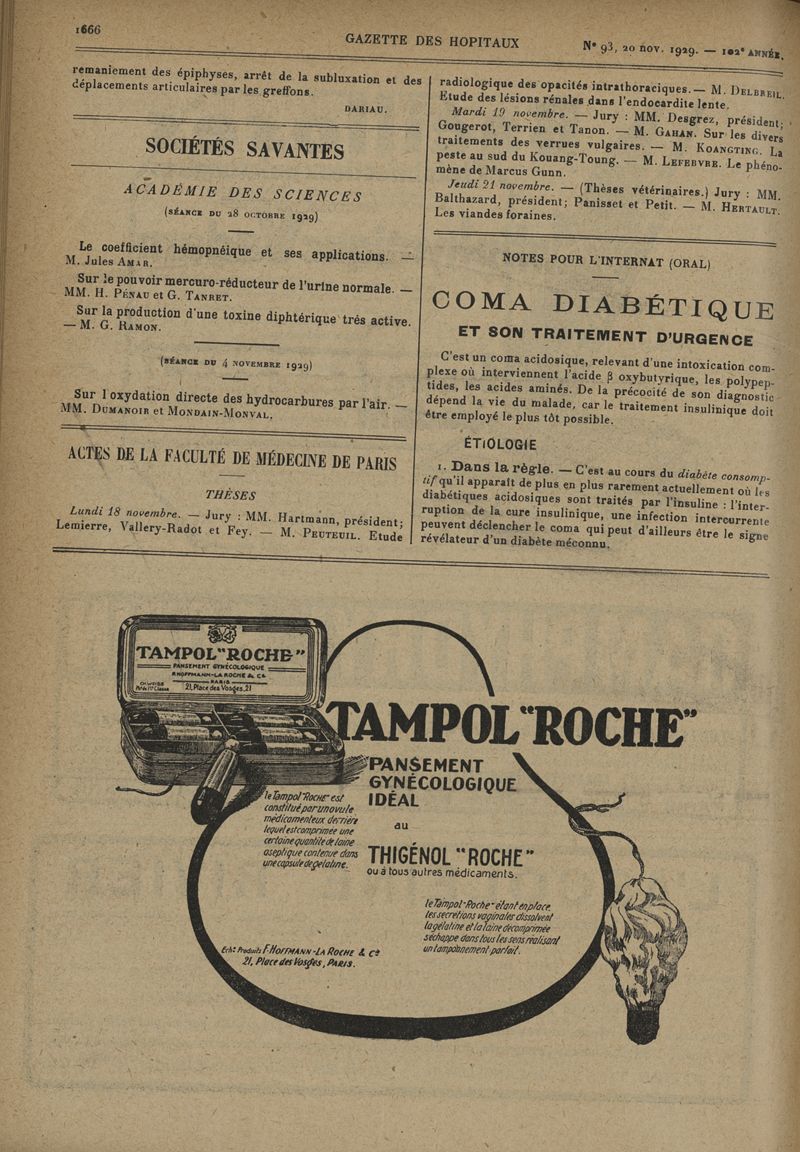 1666
GAZETTE DES HOPITAUX
N° 93, 20 NOV. 1929. — 102e ANNÉE.
remaniement des épiphyses, arrêt de la subluxation et des
déplacements articulaires par les greffons.
DARIAU.
SOCIÉTÉS SAVANTES
ACADÉMIE DES SCIENCES
(SÉANCE DU 28 OCTOBRE 1929)
Le coefficient hémopnéique et ses applications. —
M. Jules AMAR.
Sur le pouvoir mercuro-réducteur de l'urine normale. —
MM. H. PÉNAU et G. TANRET.
Sur la production d'une toxine diphtérique très active.
— M. G. RAMON.
(SÉANCE DU 4 NOVEMBRE 1929)
Sur l'oxydation directe des hydrocarbures par l'air. —
MM. DUMANOIR et MONDAIN-MONVAL.
ACTES DE LA FACULTÉ DE MÉDECINE DE PARIS
THÈSES
Lundi 18 novembre. — Jury : MM. Hartmann, président;
Lemierre, Vallery-Radot et Fey. — M. PEUTEUIL. Etude
radiologique des opacités intrathoraciques. — M. DELBREIL.
Etude des lésions rénales dans l'endocardite lente.
Mardi 19 novembre. — Jury : MM. Desgrez, président;
Gougerot, Terrien et Tanon. — M. GAHAN. Sur les divers
traitements des verrues vulgaires. — M. KOANGTING. La
peste au sud du Kouang-Toung. — M. LEFEBVRE. Le phéno-
mène de Marcus Gunn.
Jeudi 21 novembre. — (Thèses vétérinaires.) Jury : MM.
Balthazard, président; Panisset et Petit. — M. HERTAULT.
Les viandes foraines.
NOTES POUR L'INTERNAT (ORAL)
COMA DIABÉTIQUE
ET SON TRAITEMENT D'URGENCE
C'est un coma acidosique, relevant d'une intoxication com-
plexe où interviennent l'acide β oxybutyrique, les polypep-
tides, les acides aminés. De la précocité de son diagnostic
dépend la vie du malade, car le traitement insulinique doit
être employé le plus tôt possible.
ÉTIOLOGIE
1. Dans la règle. — C'est au cours du diabète consomp-
tif qu'il apparaît de plus en plus rarement actuellement où les
diabétiques acidosiques sont traités par l'insuline : l'inter-
ruption de la cure insulinique, une infection intercurrente
peuvent déclencher le coma qui peut d'ailleurs être le signe
révélateur d'un diabète méconnu.
TAMPOL "ROCHE"
PANSEMENT GYNÉCOLOGIQUE
F. HOFFMANN-LA ROCHE & Cie
PARIS
21, Place des Vosges, 21
TAMPOL "ROCHE"
PANSEMENT
GYNÉCOLOGIQUE
IDÉAL
au
THIGÉNOL "ROCHE"
ou à tous autres médicaments.
le Tampol "Roche" est
constitué par un ovule
médicamenteux derrière
lequel est comprimée une
certaine quantité de laine
aseptique contenue dans
une capsule de gélatine.
le Tampol "Roche" étant en place,
les sécrétions vaginales dissolvent
la gélatine et la laine décomprimée
s'échappe dans tous les sens réalisant
un tamponnement parfait.
Echons Produits F. HOFFMANN-LA ROCHE & Cie
21, Place des Vosges, PARIS.